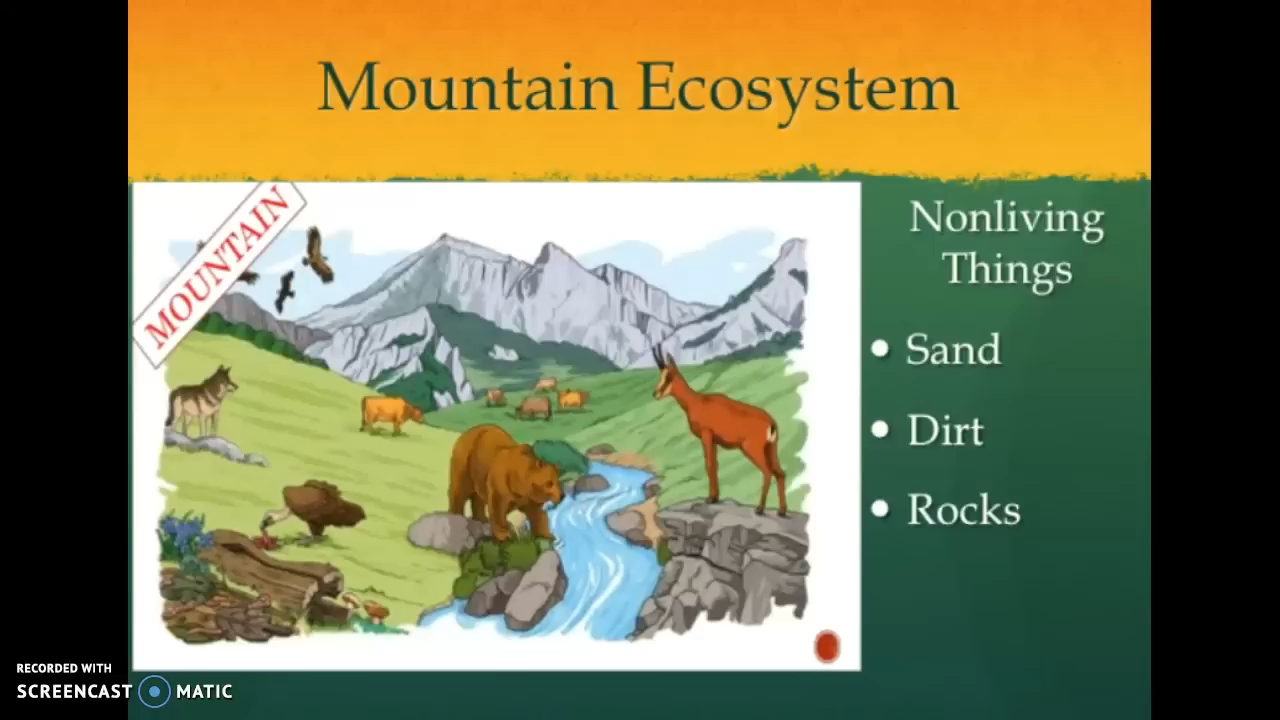 Mountain Ecosystem
MOUNTAIN
Nonliving
Things
• Sand
• Dirt
• Rocks
RECORDED WITH
SCREENCAST MATIC